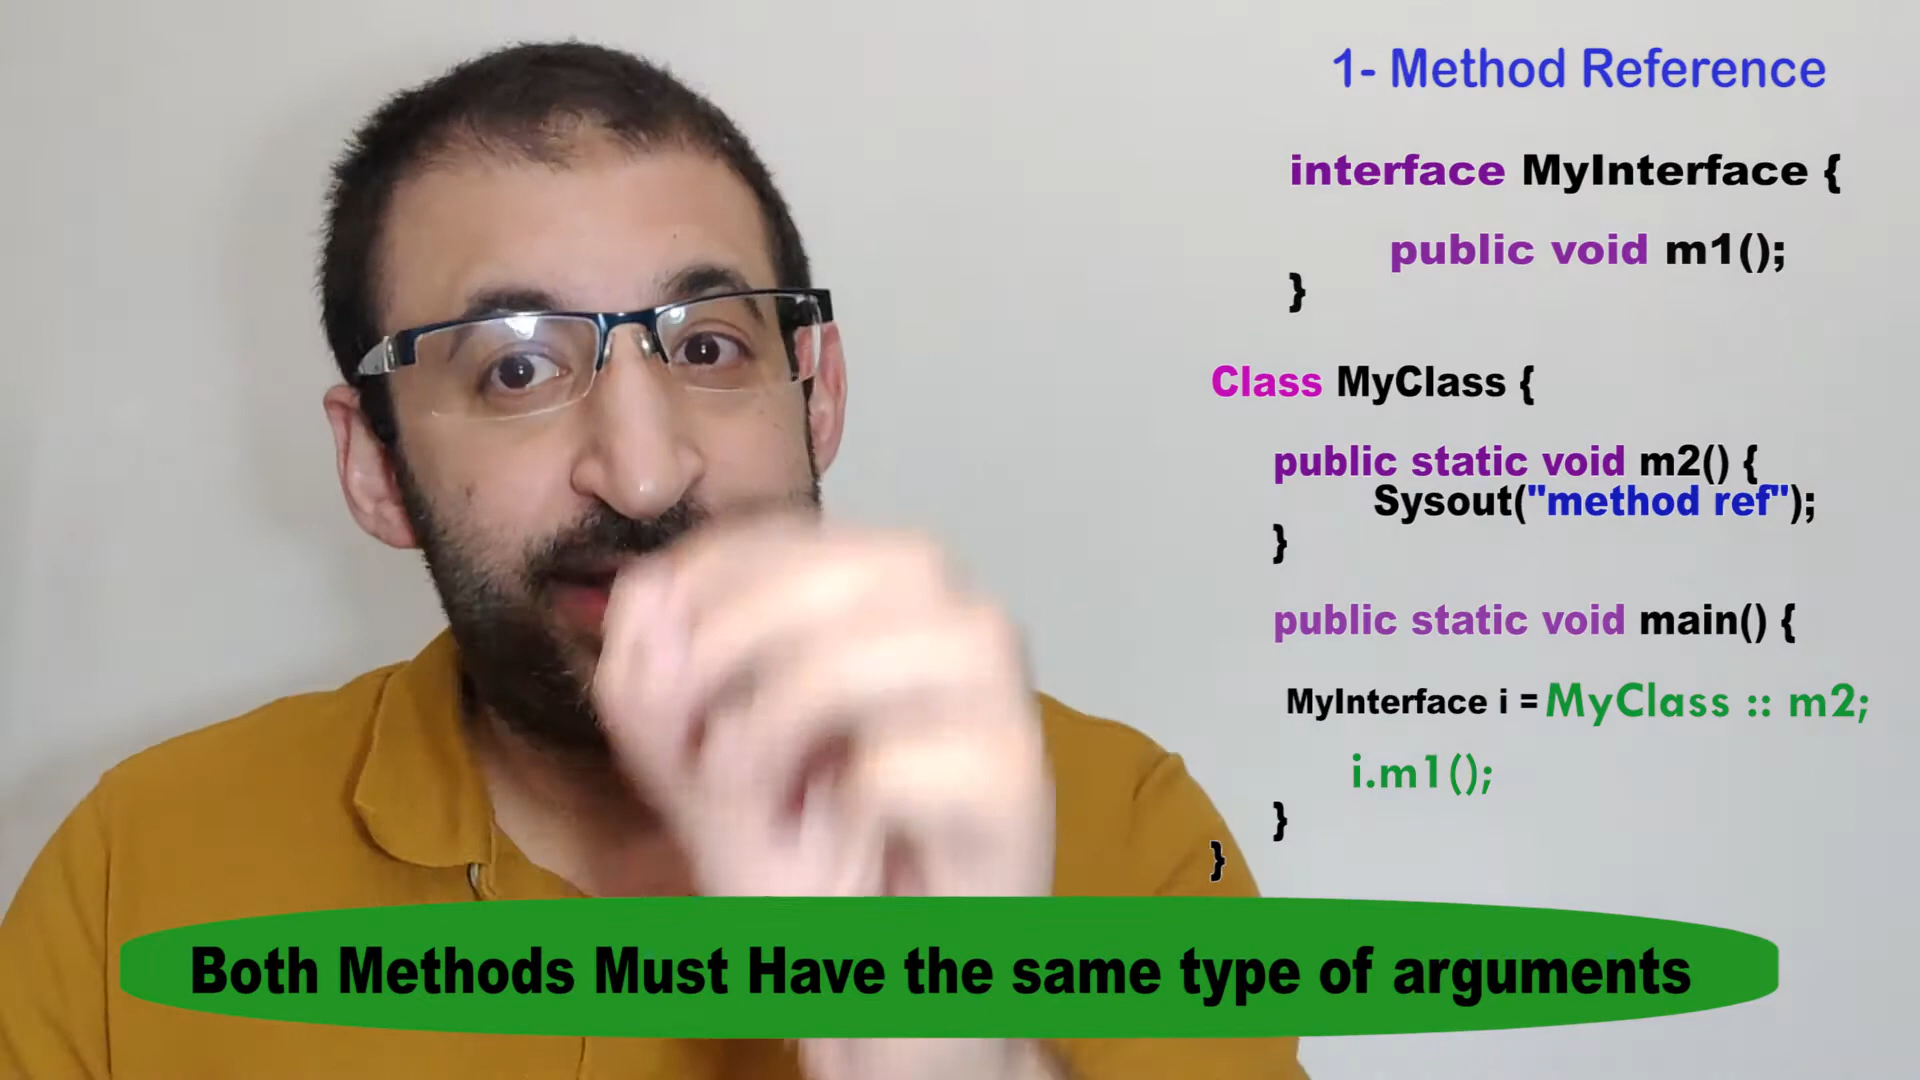 1- Method Reference
interface MyInterface {
public void m1();
}
Class MyClass {
public static void m2() {
Sysout("method ref");
}
public static void main() {
MyInterface i = MyClass :: m2;
i.m1();
}
}
Both Methods Must Have the same type of arguments